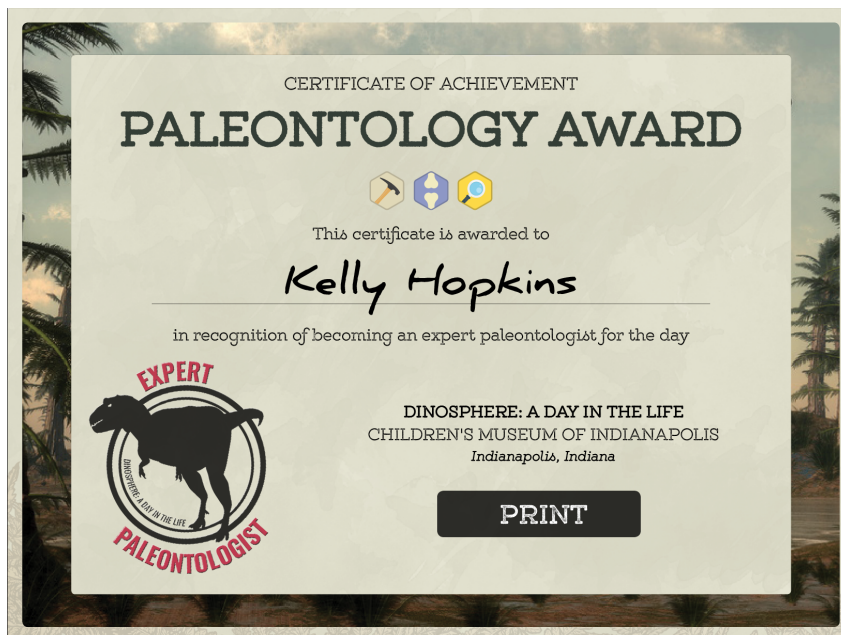 CERTIFICATE OF ACHIEVEMENT
PALEONTOLOGY AWARD
This certificate is awarded to
Kelly Hopkins
in recognition of becoming an expert paleontologist for the day
EXPERT
DINOSPHERE: A DAY IN THE LIFE
PALEONTOLOGIST
DINOSPHERE: A DAY IN THE LIFE
CHILDREN'S MUSEUM OF INDIANAPOLIS
Indianapolis, Indiana
PRINT